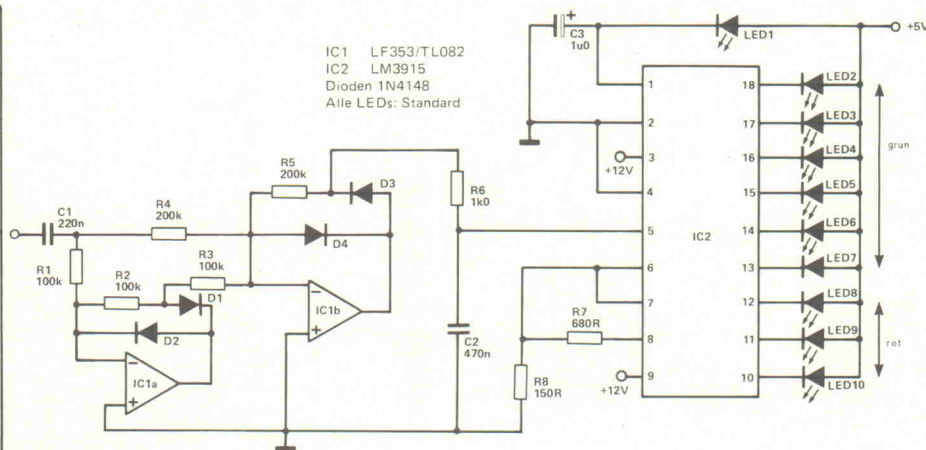 IC1 LF353/TL082
IC2 LM3915
Dioden 1N4148
Alle LEDs: Standard
C3
1u0
LED1
+5V
C1
220n
R4
200k
R1
100k
R2
100k
R3
100k
D1
D2
IC1a
R5
200k
D3
D4
IC1b
R6
1k0
C2
470n
R7
680R
R8
150R
+12V
+12V
IC2
1
2
3
4
5
6
7
8
9
18
17
16
15
14
13
12
11
10
LED2
LED3
LED4
LED5
LED6
LED7
LED8
LED9
LED10
grun
rot